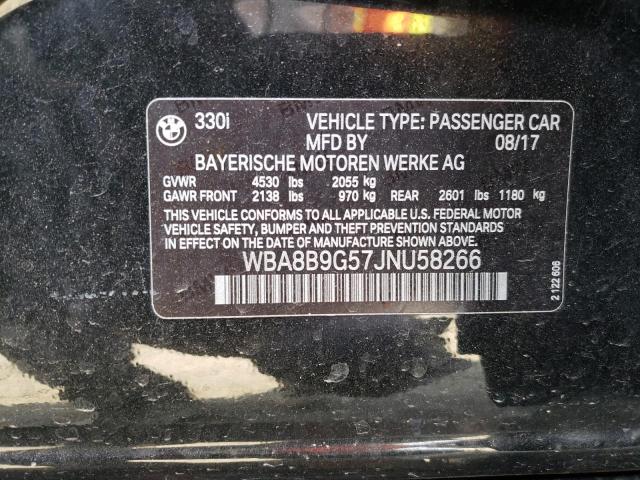 330i VEHICLE TYPE: PASSENGER CAR
MFD BY 08/17
BAYERISCHE MOTOREN WERKE AG
GVWR 4530 lbs 2055 kg
GAWR FRONT 2138 lbs 970 kg REAR 2601 lbs 1180 kg
THIS VEHICLE CONFORMS TO ALL APPLICABLE U.S. FEDERAL MOTOR
VEHICLE SAFETY, BUMPER AND THEFT PREVENTION STANDARDS
IN EFFECT ON THE DATE OF MANUFACTURE SHOWN ABOVE.
WBA8B9G57JNU58266
2 122 606